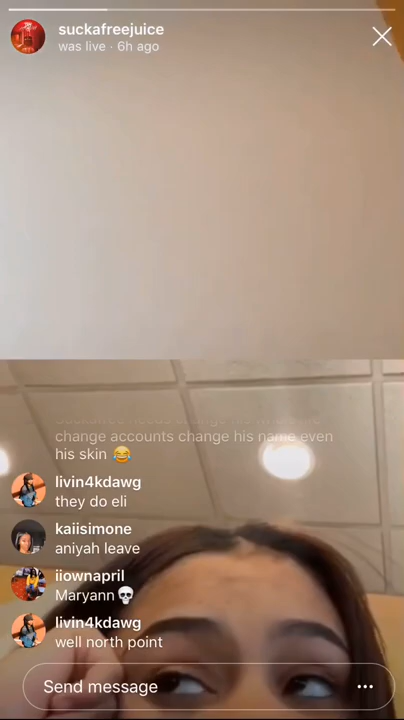 suckafreejuice
was live · 6h ago
change accounts change his name even
his skin 😂
livin4kdawg
they do eli
kaiisimone
aniyah leave
iiownapril
Maryann💀
livin4kdawg
well north point
Send message